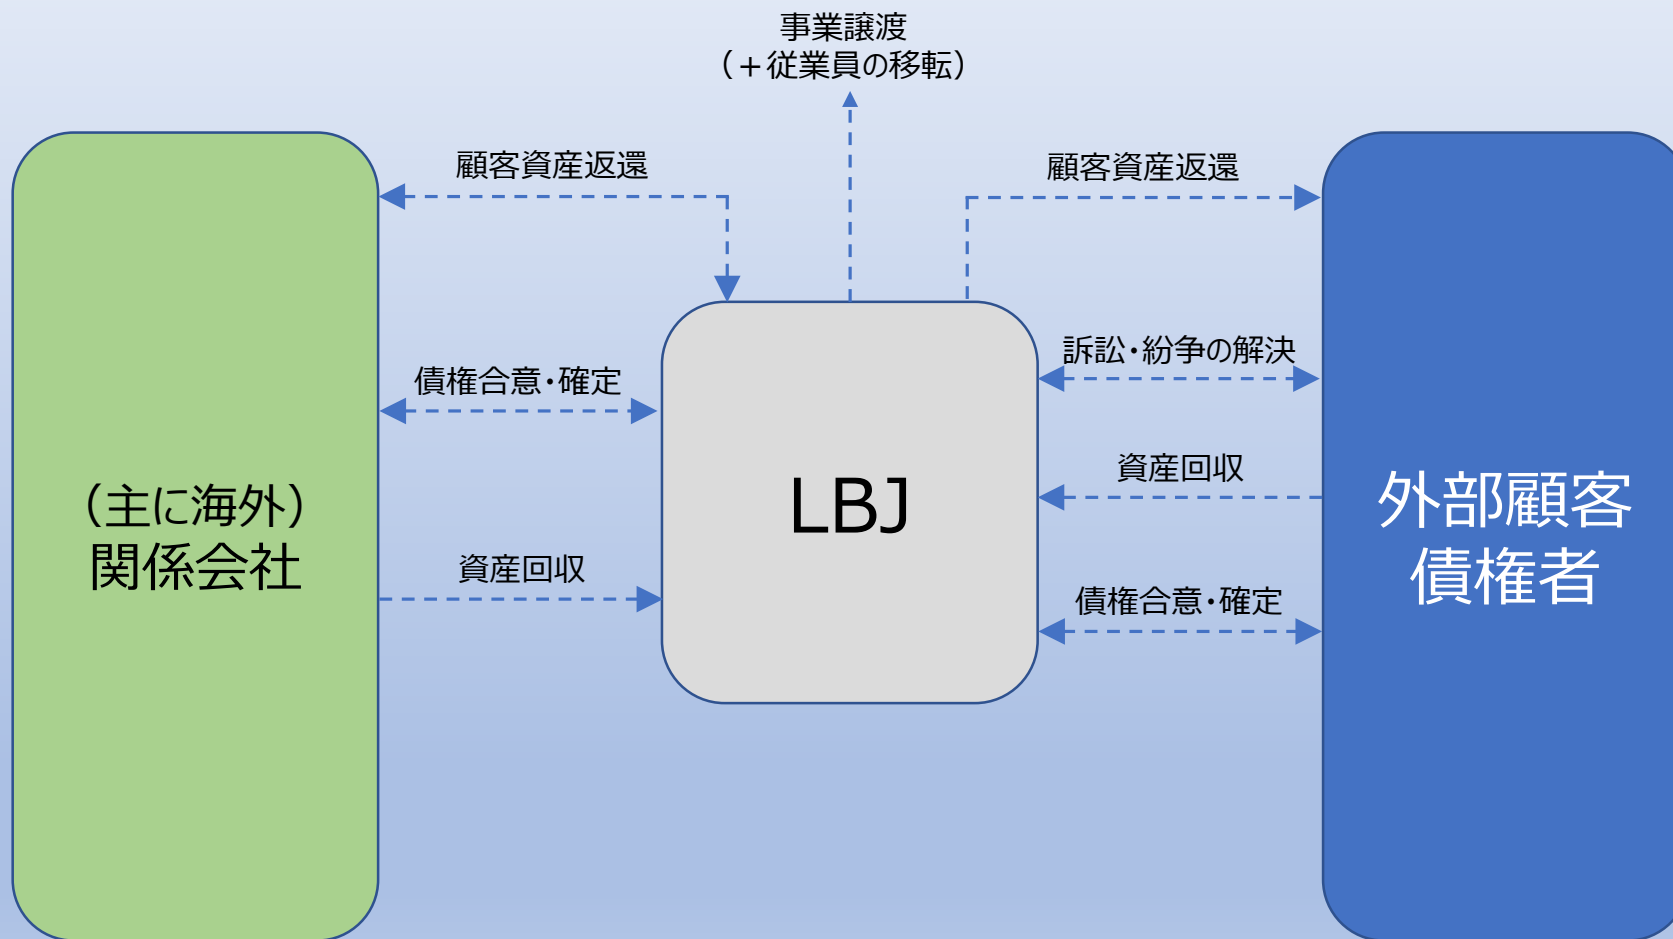 事業譲渡
（＋従業員の移転）
顧客資産返還
顧客資産返還
訴訟・紛争の解決
債権合意・確定
資産回収
LBJ
（主に海外）
関係会社
外部顧客
債権者
資産回収
債権合意・確定